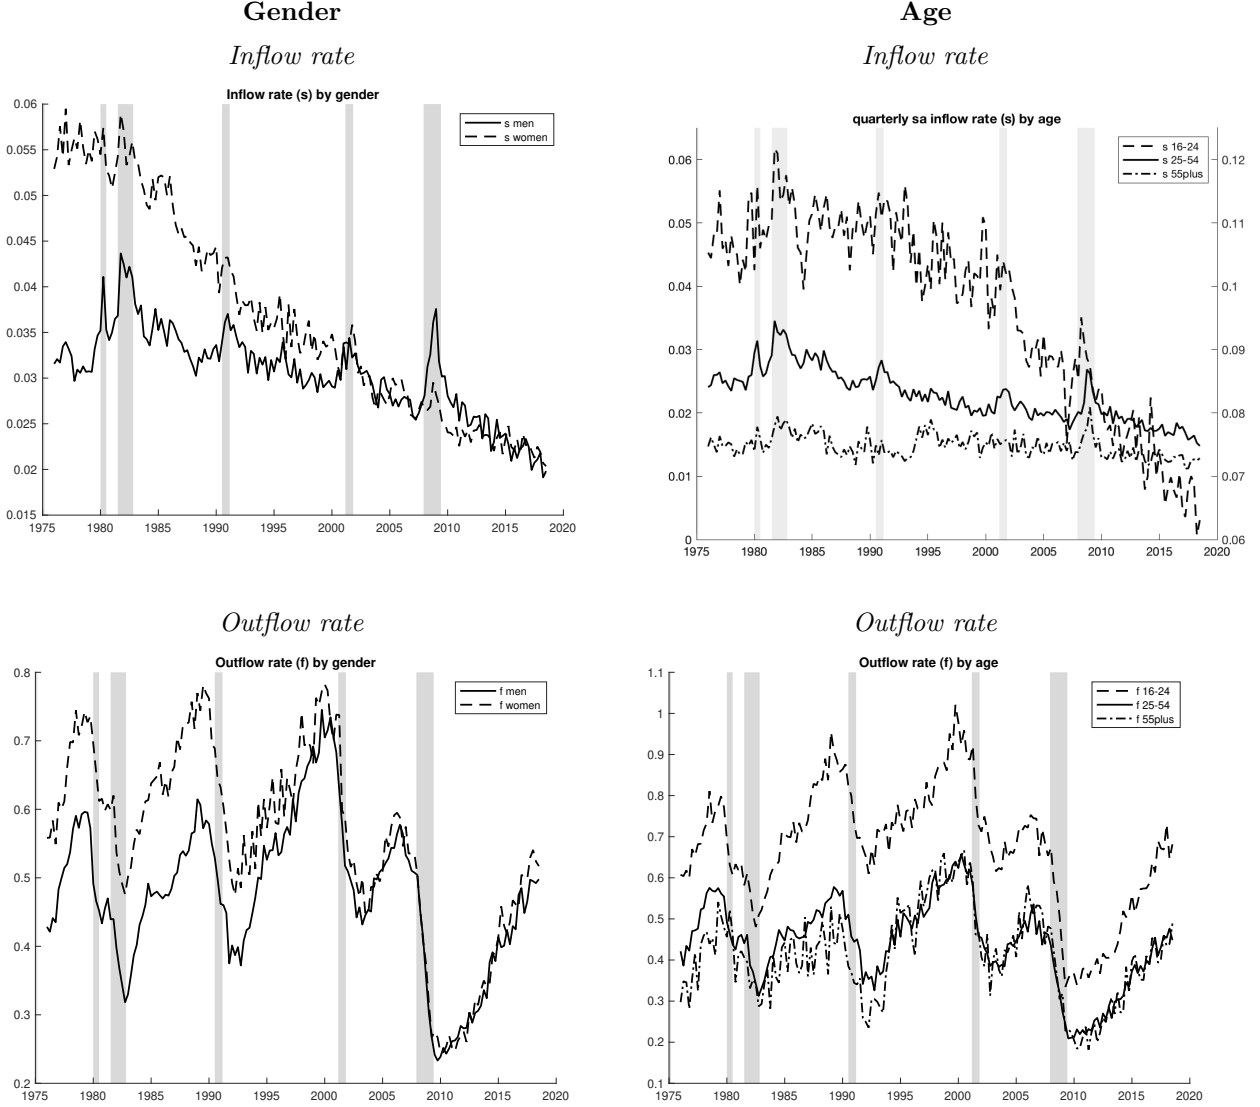 Gender
Age
Inflow rate
Inflow rate
Inflow rate (s) by gender
0.06
0.055
0.05
0.045
0.04
0.035
0.03
0.025
0.02
0.015
1975 1980 1985 1990 1995 2000 2005 2010 2015 2020
s men
s women
quarterly sa inflow rate (s) by age
0.06
0.05
0.04
0.03
0.02
0.01
0
0.12
0.11
0.1
0.09
0.08
0.07
0.06
1975 1980 1985 1990 1995 2000 2005 2010 2015 2020
s 16-24
s 25-54
s 55plus
Outflow rate
Outflow rate
Outflow rate (f) by gender
0.8
0.7
0.6
0.5
0.4
0.3
0.2
1975 1980 1985 1990 1995 2000 2005 2010 2015 2020
f men
f women
Outflow rate (f) by age
1.1
1
0.9
0.8
0.7
0.6
0.5
0.4
0.3
0.2
0.1
1975 1980 1985 1990 1995 2000 2005 2010 2015 2020
f 16-24
f 25-54
f 55plus